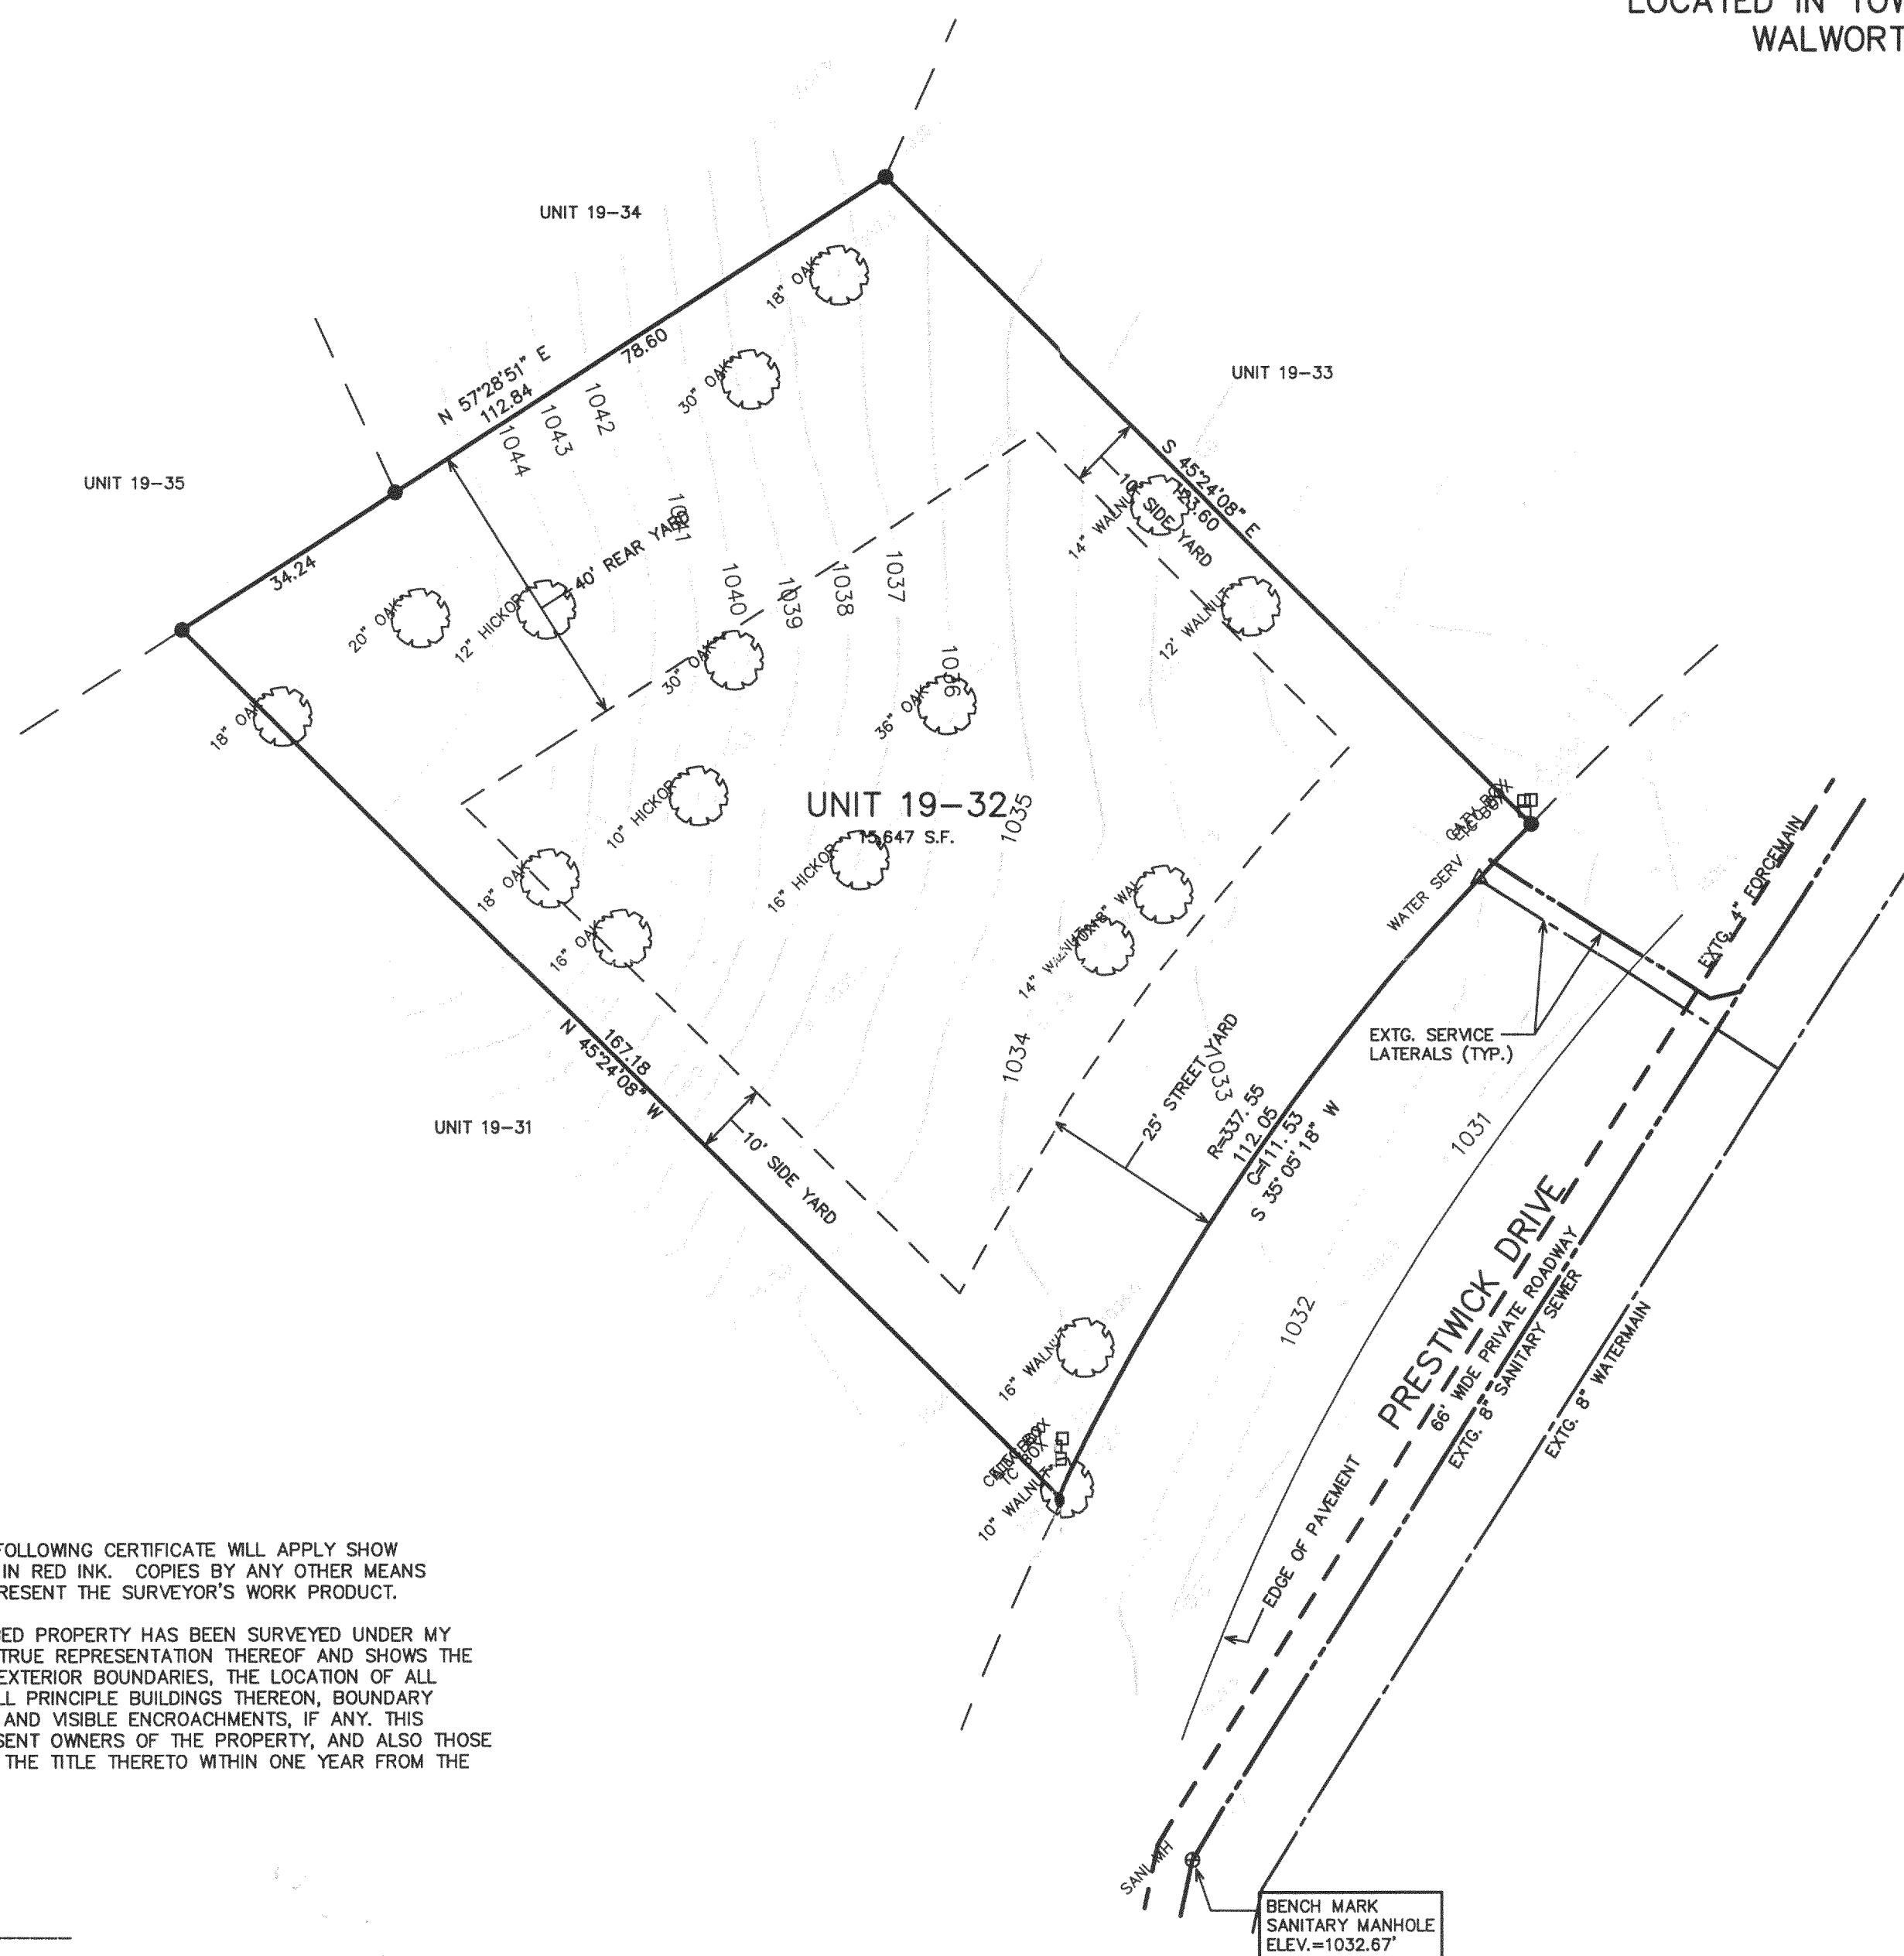 LOCATED IN
WALWORT
UNIT 19-34
18" OAK
78.60
N 57°28'51" E
112.84
30" OAK
UNIT 19-33
1042
1043
1044
UNIT 19-35
S 45°24'08" E
123.60
10' SIDE YARD
14" WALNUT
1041
40' REAR YARD
34.24
1037
1038
1039
1040
20" OAK
12" HICKOR
12" WALNUT
30" OAK
1036
36" OAK
18" OAK
10" HICKOR
UNIT 19-32
15,647 S.F.
1035
16" HICKOR
18" OAK
16" OAK
WATER SERV
EXTG. 4" FORCEMAIN
14" WALNUT
EXTG. SERVICE
LATERALS (TYP.)
1034
1033
25' STREET YARD
167.18
N 45°24'08" W
UNIT 19-31
10' SIDE YARD
R=337.55
112.05
C=111.53
S 35°05'18" W
1031
1032
PRESTWICK DRIVE
66' WIDE PRIVATE ROADWAY
EXTG. 8" SANITARY SEWER
EXTG. 8" WATERMAIN
16" WALNUT
10" WALNUT
EDGE OF PAVEMENT
FOLLOWING CERTIFICATE WILL APPLY SHOW
IN RED INK. COPIES BY ANY OTHER MEANS
RESENT THE SURVEYOR'S WORK PRODUCT.
ED PROPERTY HAS BEEN SURVEYED UNDER MY
TRUE REPRESENTATION THEREOF AND SHOWS THE
EXTERIOR BOUNDARIES, THE LOCATION OF ALL
LL PRINCIPLE BUILDINGS THEREON, BOUNDARY
AND VISIBLE ENCROACHMENTS, IF ANY. THIS
SENT OWNERS OF THE PROPERTY, AND ALSO THOSE
THE TITLE THERETO WITHIN ONE YEAR FROM THE
SANI MH
BENCH MARK
SANITARY MANHOLE
ELEV.=1032.67'